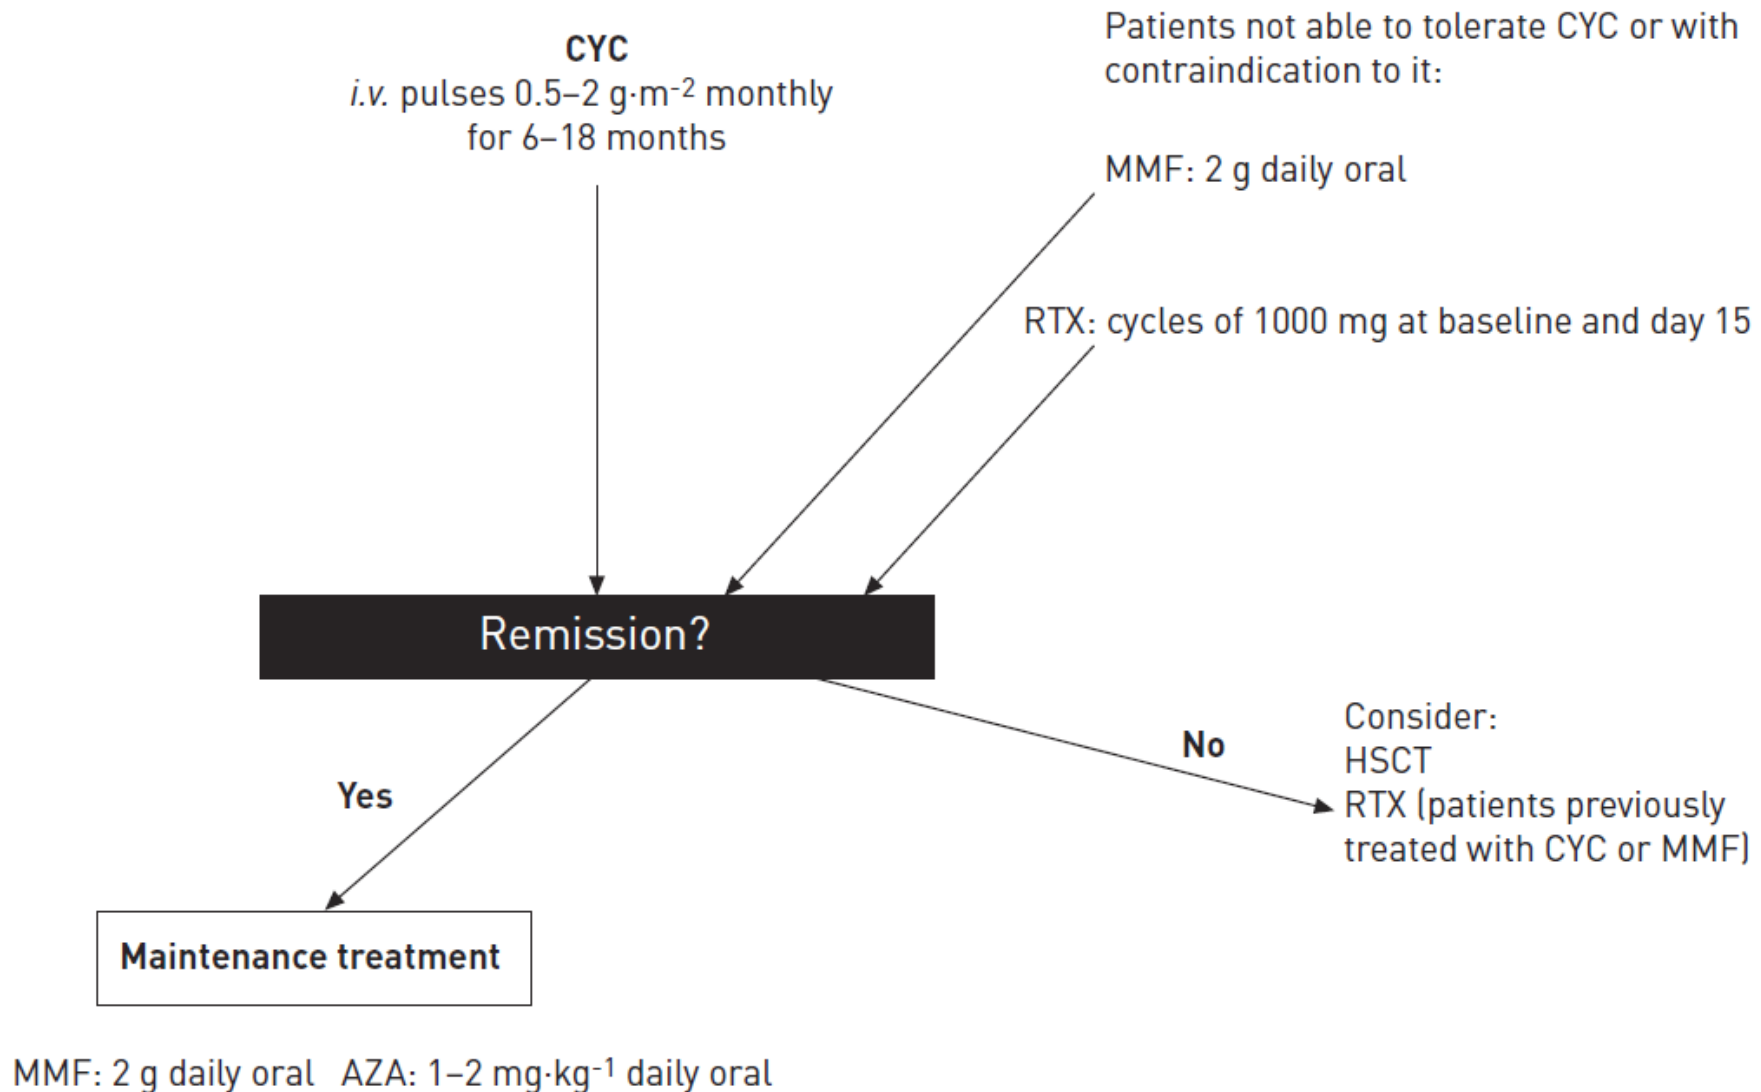 CYC
i.v. pulses 0.5–2 g·m⁻² monthly
for 6–18 months
Patients not able to tolerate CYC or with
contraindication to it:
MMF: 2 g daily oral
RTX: cycles of 1000 mg at baseline and day 15
Remission?
Yes
No
Consider:
HSCT
RTX (patients previously
treated with CYC or MMF)
Maintenance treatment
MMF: 2 g daily oral AZA: 1–2 mg·kg⁻¹ daily oral